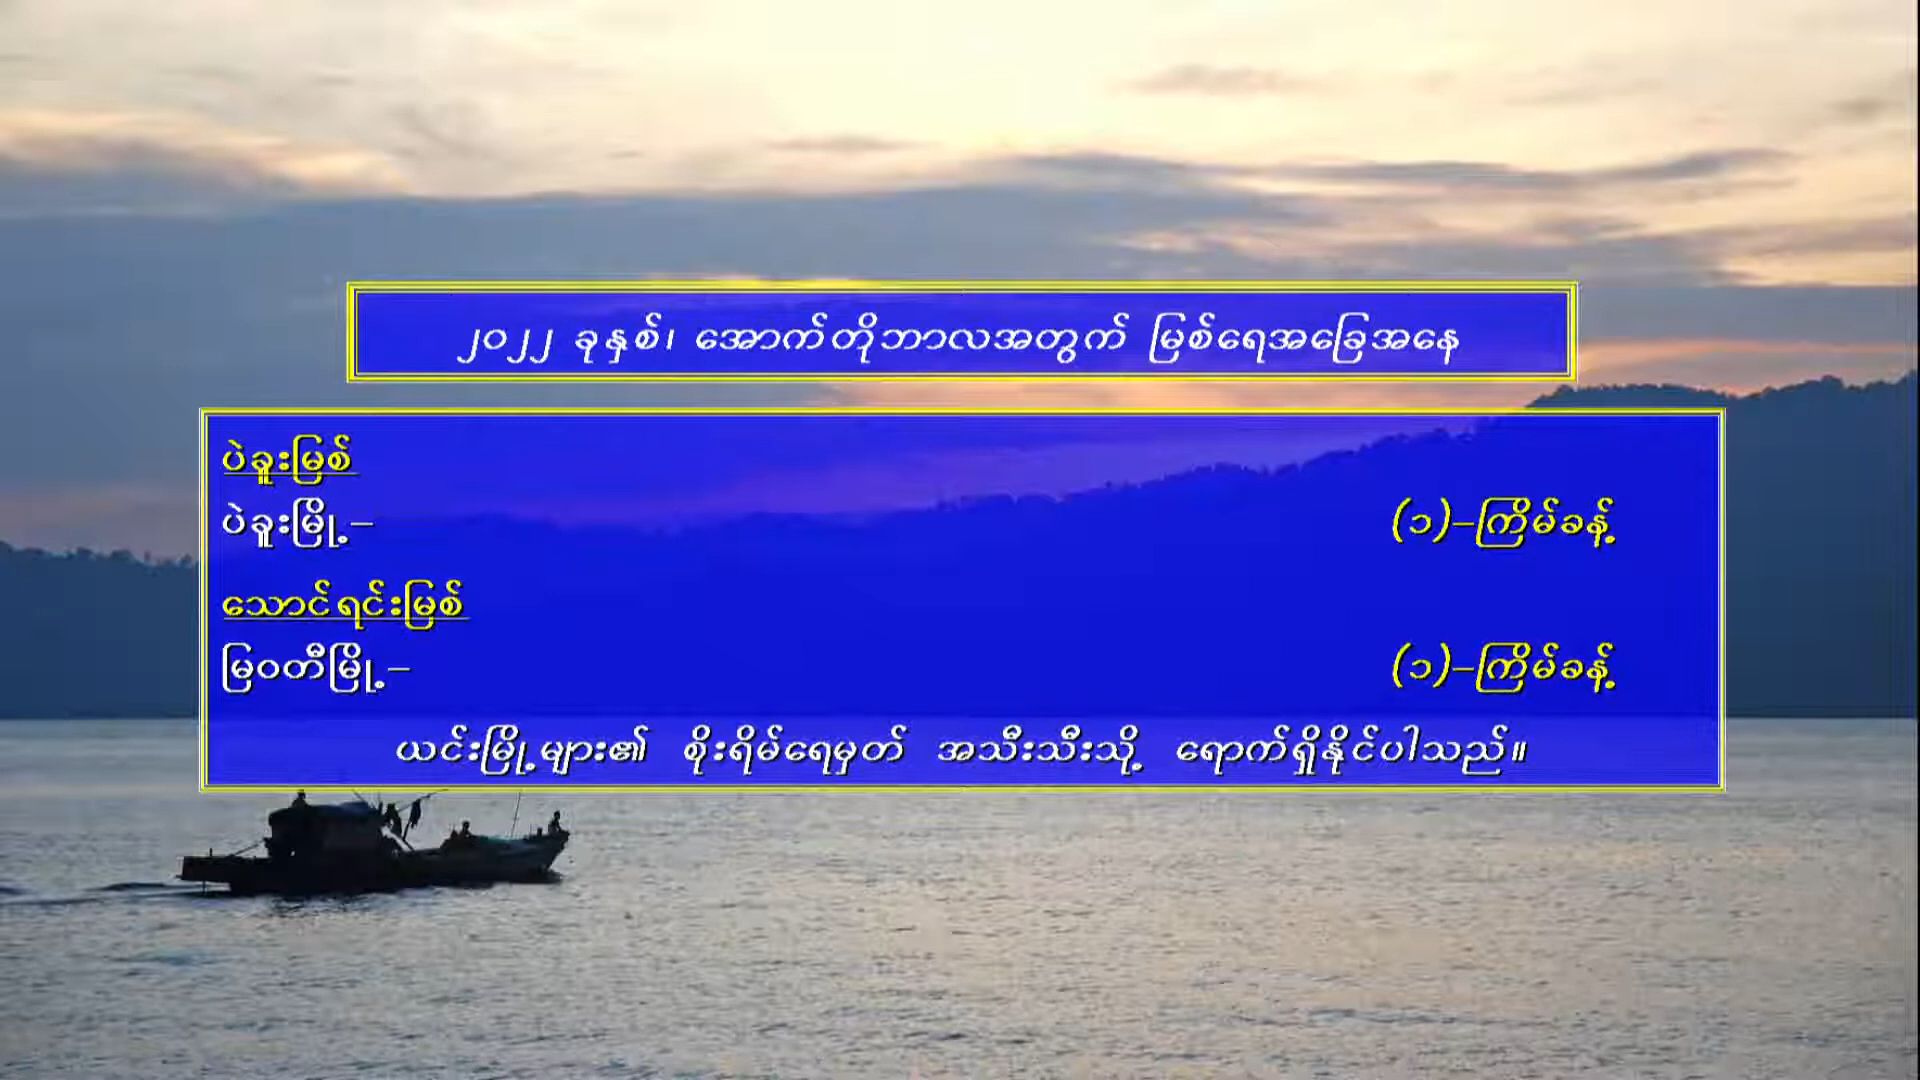 ၂၀၂၂ ခုနှစ်၊ အောက်တိုဘာလအတွက် မြစ်ရေအခြေအနေ
ပဲခူးမြစ်
ပဲခူးမြို့– (၁)–ကြိမ်ခန့်
သောင်ရင်းမြစ်
မြဝတီမြို့– (၁)–ကြိမ်ခန့်
ယင်းမြို့များ၏ စိုးရိမ်ရေမှတ် အသီးသီးသို့ ရောက်ရှိနိုင်ပါသည်။